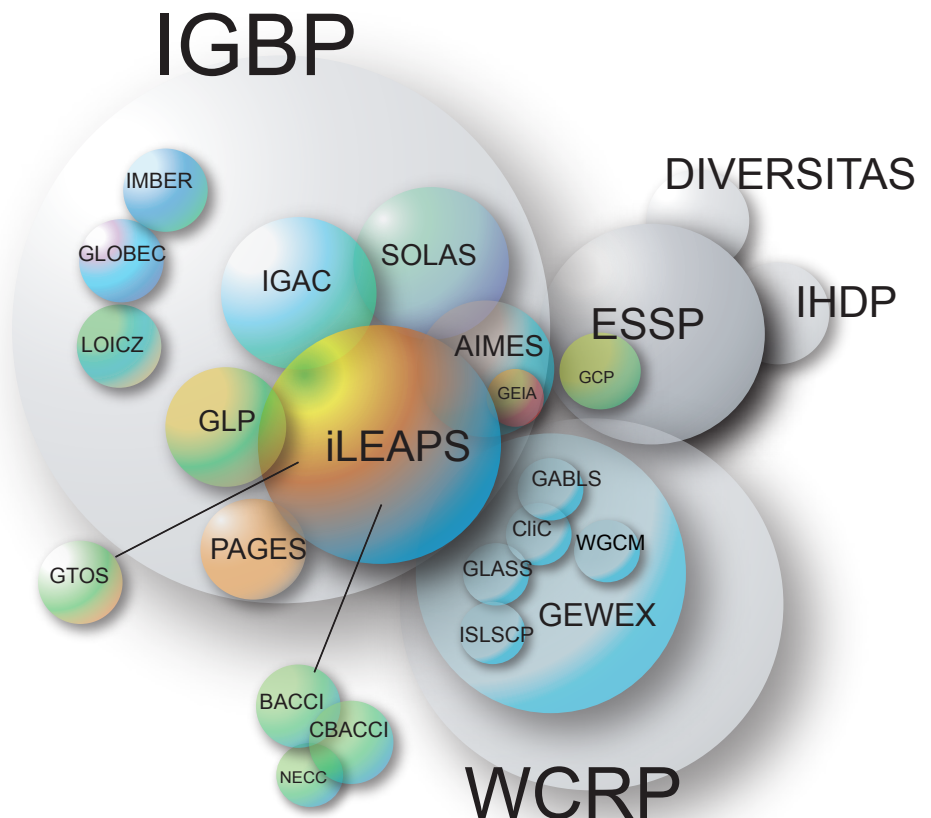 IGBP
IMBER
DIVERSITAS
GLOBEC
SOLAS
IGAC
IHDP
ESSP
LOICZ
AIMES
GCP
GEIA
GLP
iLEAPS
GABLS
CliC
WGCM
PAGES
GLASS
GTOS
GEWEX
ISLSCP
BACCI
CBACCI
NECC
WCRP